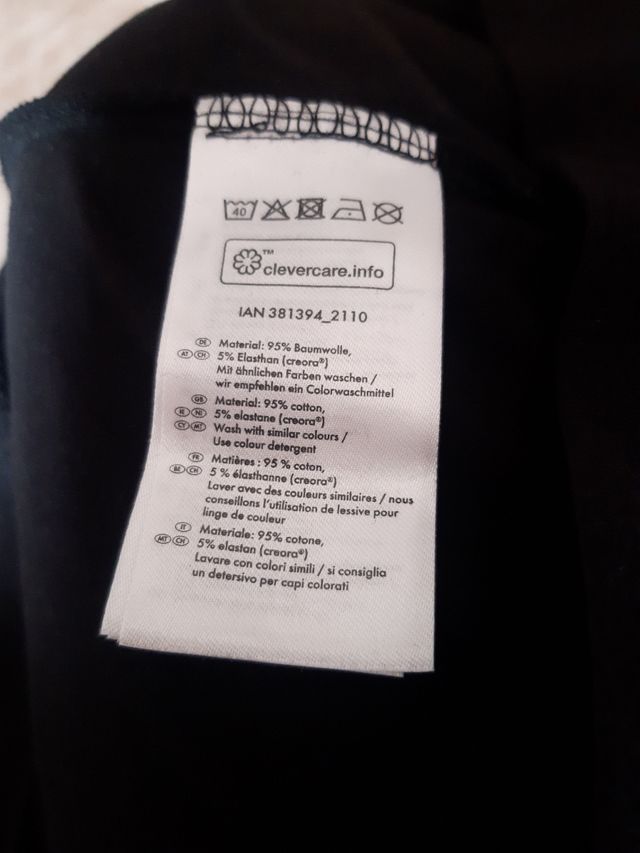 40
™ clevercare.info
IAN 381394_2110
DE Material: 95% Baumwolle,
AT CH 5% Elasthan (creora®)
Mit ähnlichen Farben waschen /
wir empfehlen ein Colorwaschmittel
GB Material: 95% cotton,
IE NI 5% elastane (creora®)
CY MT Wash with similar colours /
Use colour detergent
FR Matières : 95 % coton,
BE CH 5 % élasthanne (creora®)
Laver avec des couleurs similaires / nous
conseillons l'utilisation de lessive pour
linge de couleur
IT Materiale: 95% cotone,
MT CH 5% elastan (creora®)
Lavare con colori simili / si consiglia
un detersivo per capi colorati